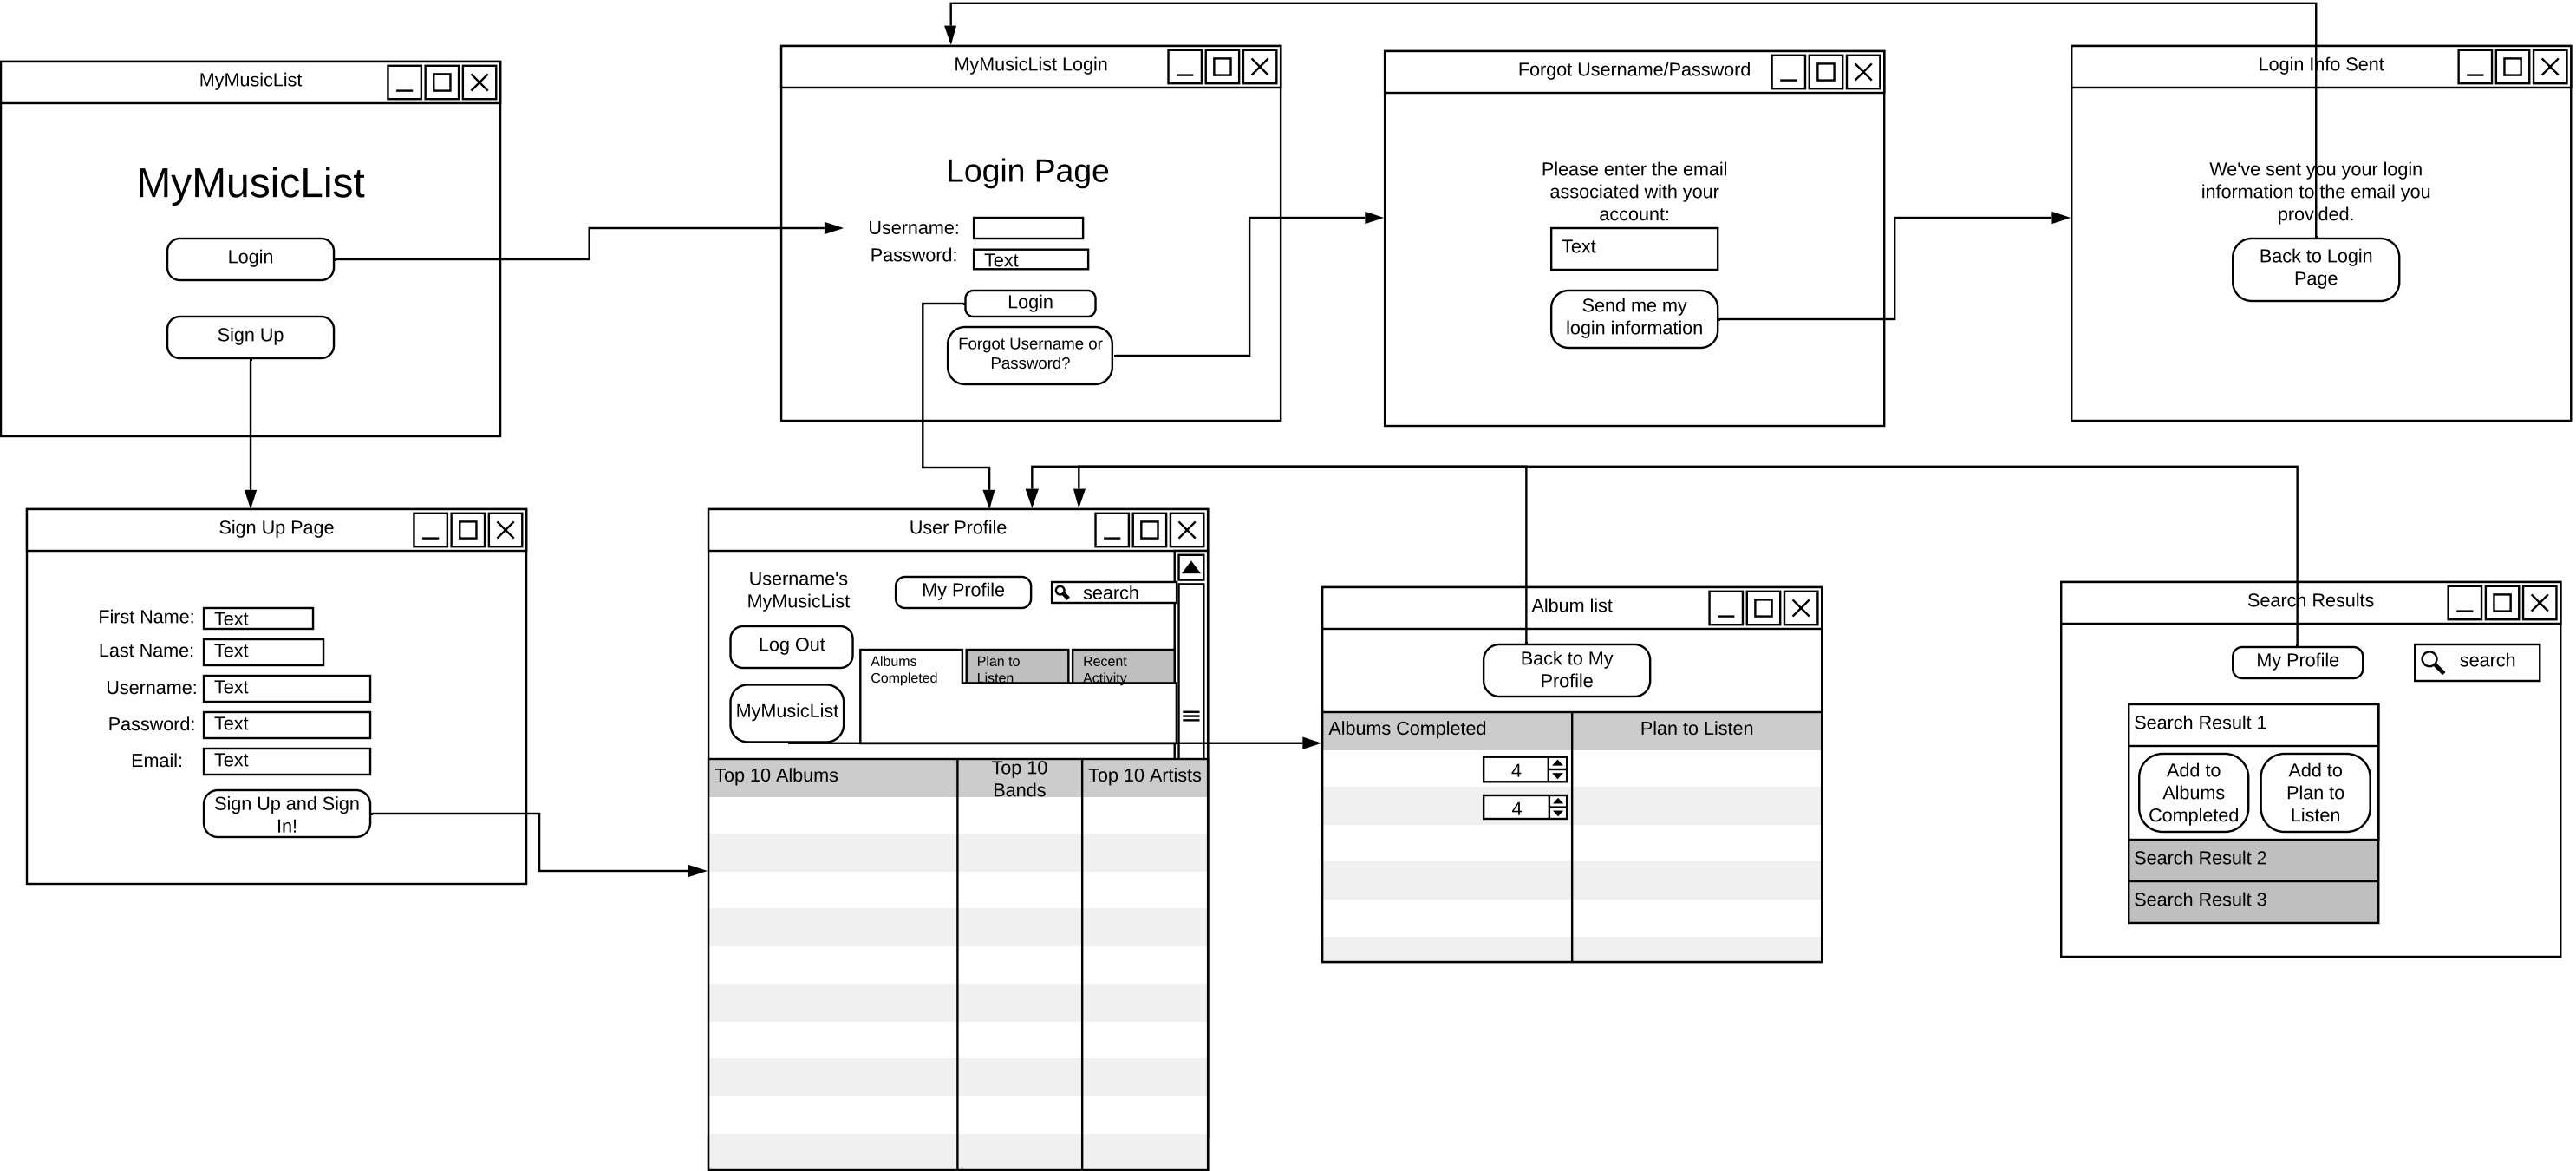 MyMusicList
MyMusicList
Login
Sign Up
MyMusicList Login
Login Page
Username:
Password:
Text
Login
Forgot Username or
Password?
Forgot Username/Password
Please enter the email
associated with your
account:
Text
Send me my
login information
Login Info Sent
We've sent you your login
information to the email you
provided.
Back to Login
Page
Sign Up Page
First Name:
Text
Last Name:
Text
Username:
Text
Password:
Text
Email:
Text
Sign Up and Sign
In!
User Profile
Username's
MyMusicList
My Profile
search
Log Out
MyMusicList
Albums
Completed
Plan to
Listen
Recent
Activity
Top 10 Albums
Top 10
Bands
Top 10 Artists
Album list
Back to My
Profile
Albums Completed
Plan to Listen
4
4
Search Results
My Profile
search
Search Result 1
Add to
Albums
Completed
Add to
Plan to
Listen
Search Result 2
Search Result 3